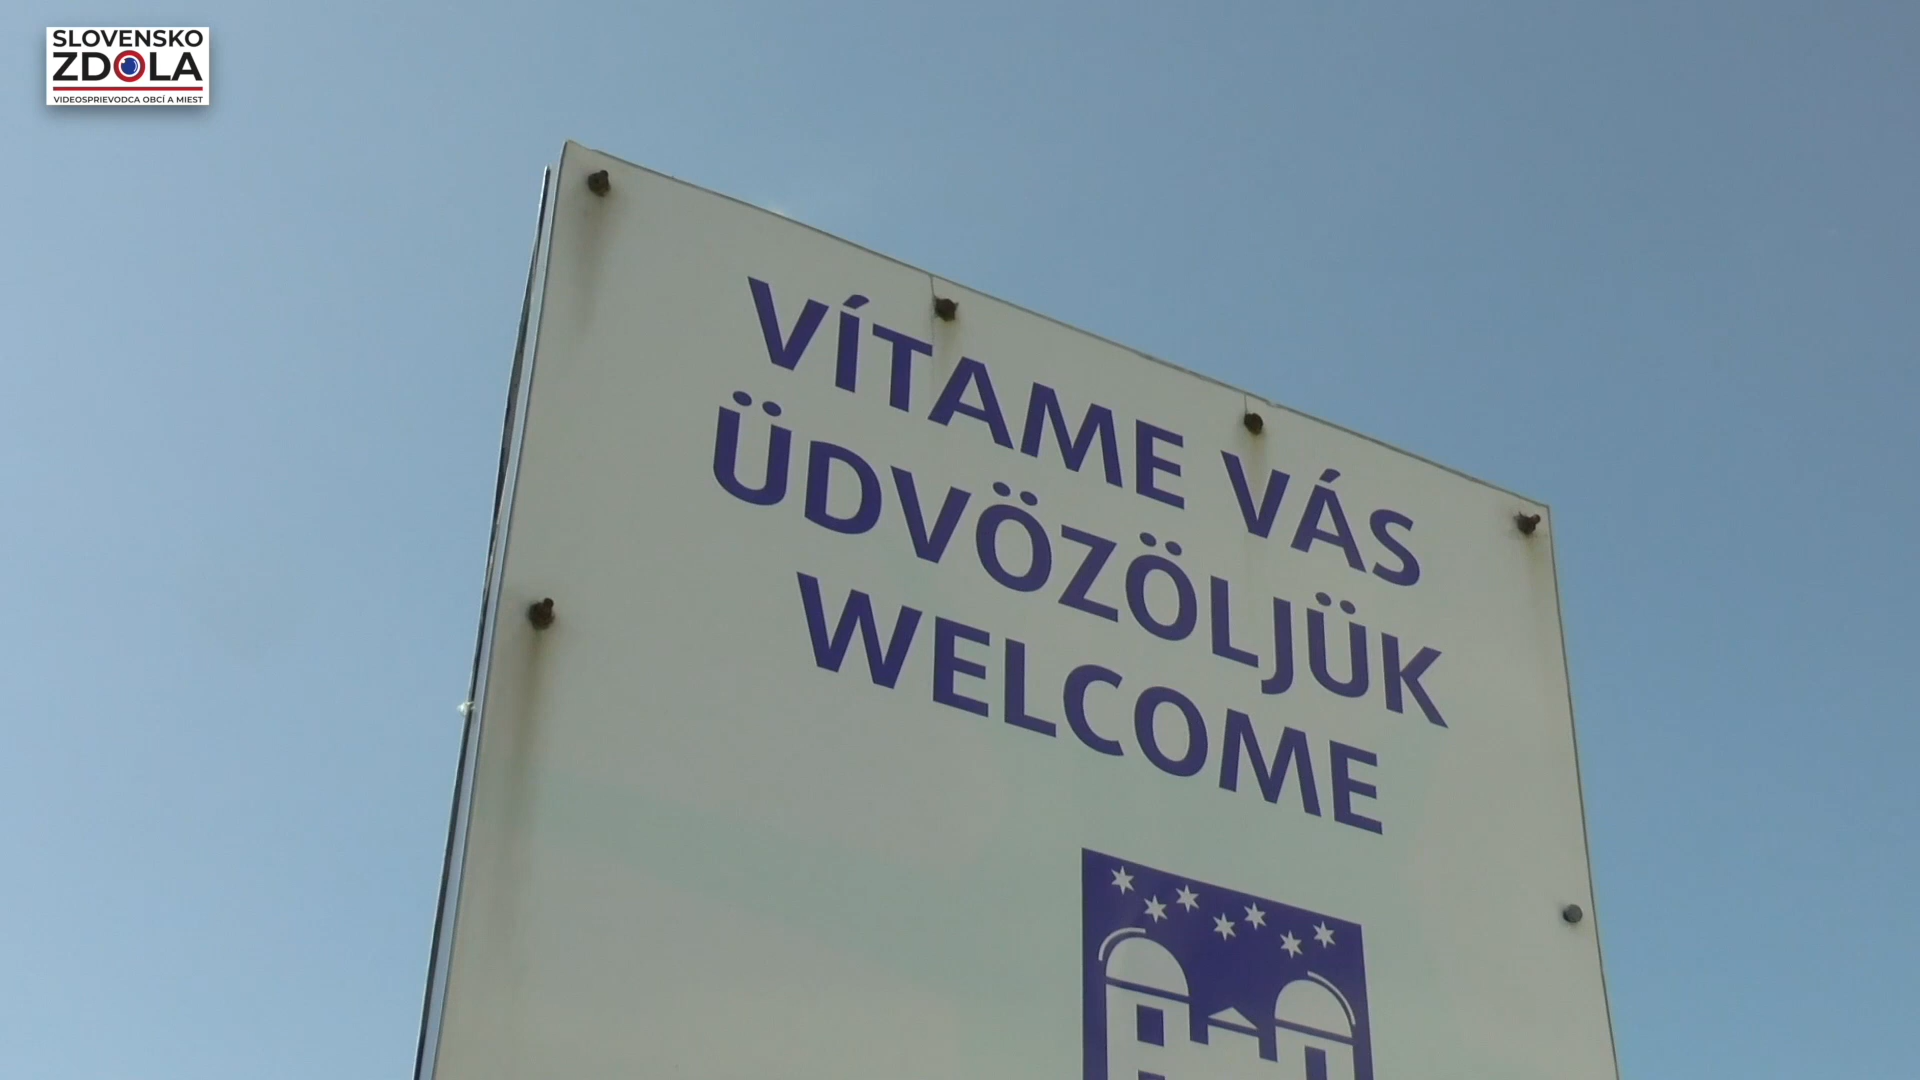 SLOVENSKO
ZDOLA
VIDEOSPRIEVODCA OBCÍ A MIEST
VÍTAME VÁS
ÜDVÖZÖLJÜK
WELCOME